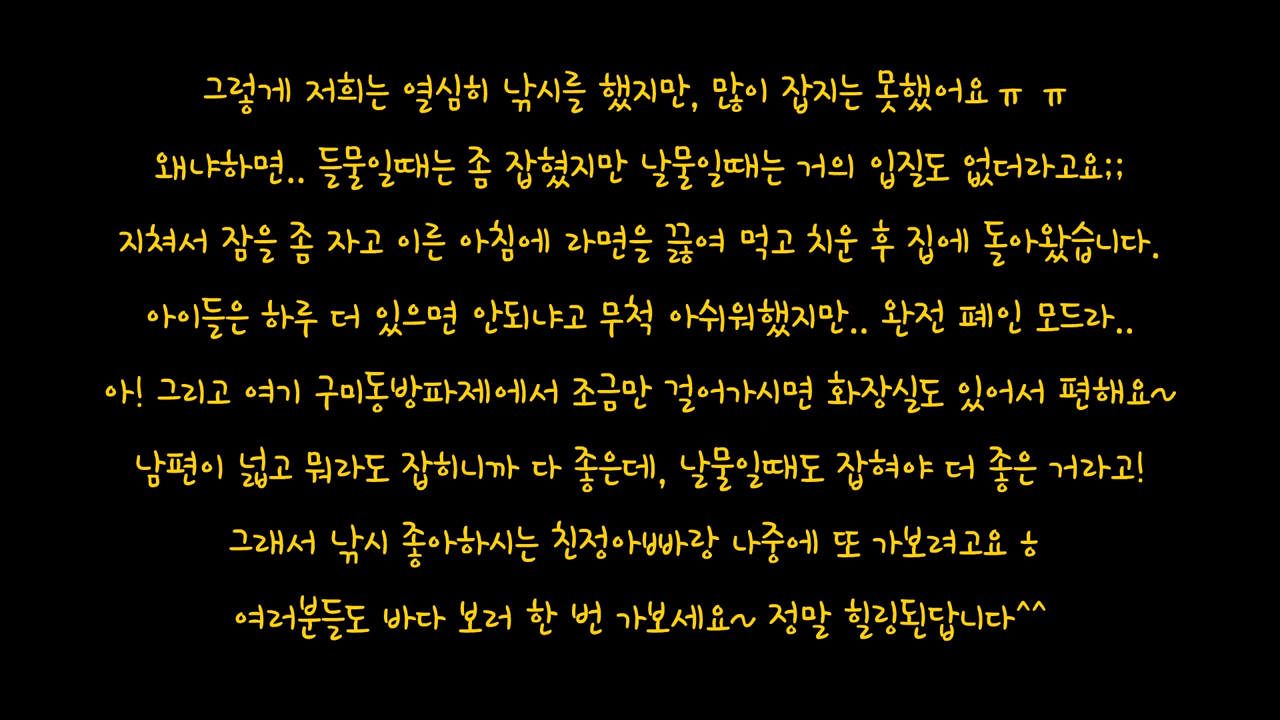 그렇게 저희는 열심히 낚시를 했지만, 많이 잡지는 못했어요 ㅠ ㅠ
왜냐하면.. 들물일때는 좀 잡혔지만 날물일때는 거의 입질도 없더라고요;;
지쳐서 잠을 좀 자고 이른 아침에 라면을 끓여 먹고 치운 후 집에 돌아왔습니다.
아이들은 하루 더 있으면 안되냐고 무척 아쉬워했지만.. 완전 폐인 모드라..
아! 그리고 여기 구미동방파제에서 조금만 걸어가시면 화장실도 있어서 편해요~
남편이 넓고 뭐라도 잡히니까 다 좋은데, 날물일때도 잡혀야 더 좋은 거라고!
그래서 낚시 좋아하시는 친정아빠랑 나중에 또 가보려고요 ㅎ
여러분들도 바다 보러 한 번 가보세요~ 정말 힐링된답니다^^